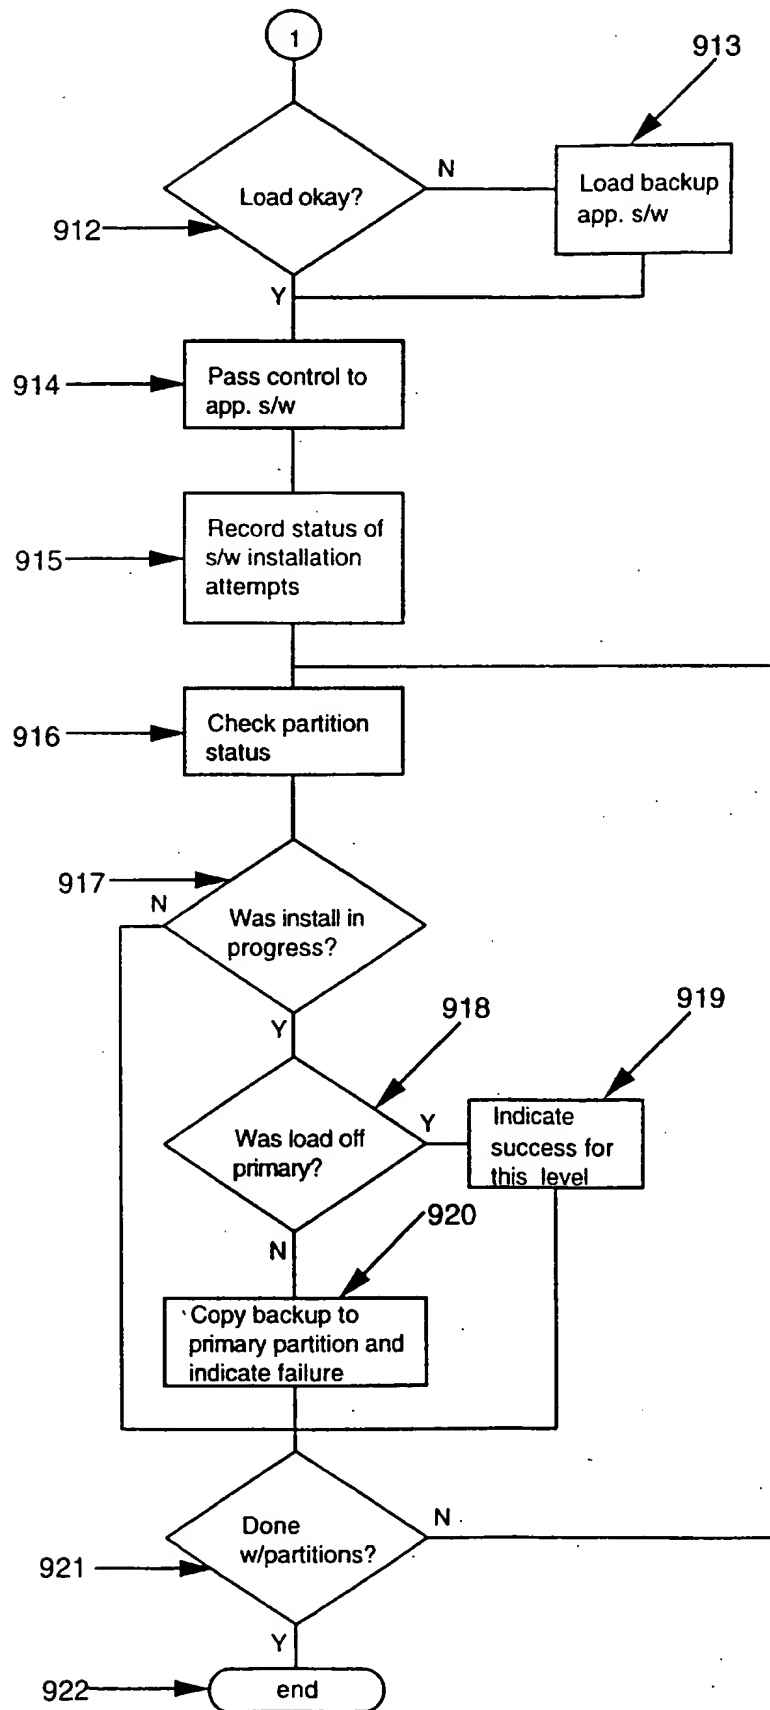 1
913
N
Load okay?
Load backup
app. s/w
912
Y
914
Pass control to
app. s/w
915
Record status of
s/w installation
attempts
916
Check partition
status
917
N
Was install in
progress?
Y
918
919
Was load off
primary?
Y
Indicate
success for
this level
920
N
Copy backup to
primary partition and
indicate failure
Done
w/partitions?
N
921
Y
922
end